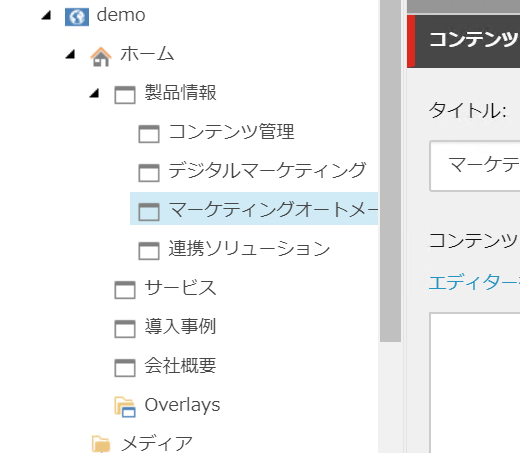 demo
ホーム
製品情報
コンテンツ管理
デジタルマーケティング
マーケティングオートメー
連携ソリューション
サービス
導入事例
会社概要
Overlays
メディア
コンテンツ
タイトル:
マーケテ
コンテンツ
エディター